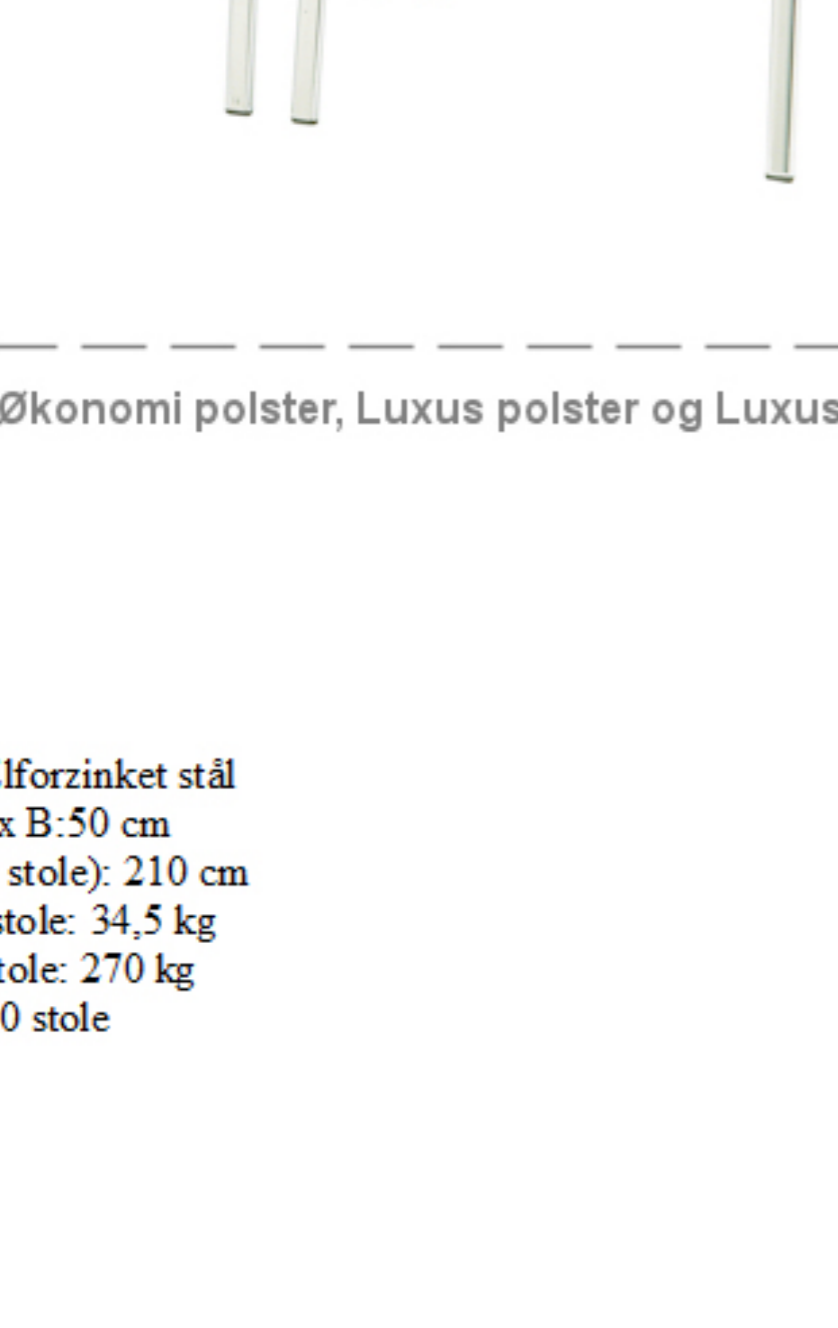 Økonomi polster, Luxus polster og Luxus
lforzinket stål
x B:50 cm
stole): 210 cm
stole: 34,5 kg
tole: 270 kg
0 stole